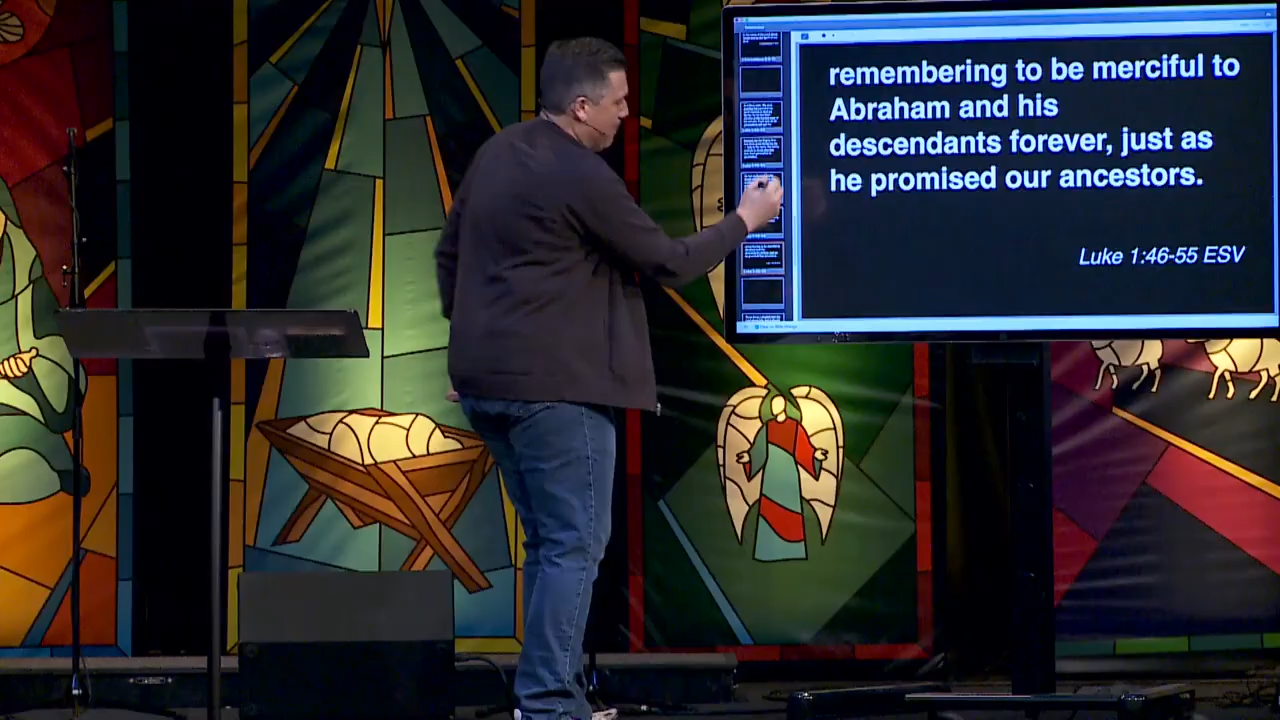 remembering to be merciful to
Abraham and his
descendants forever, just as
he promised our ancestors.
Luke 1:46-55 ESV